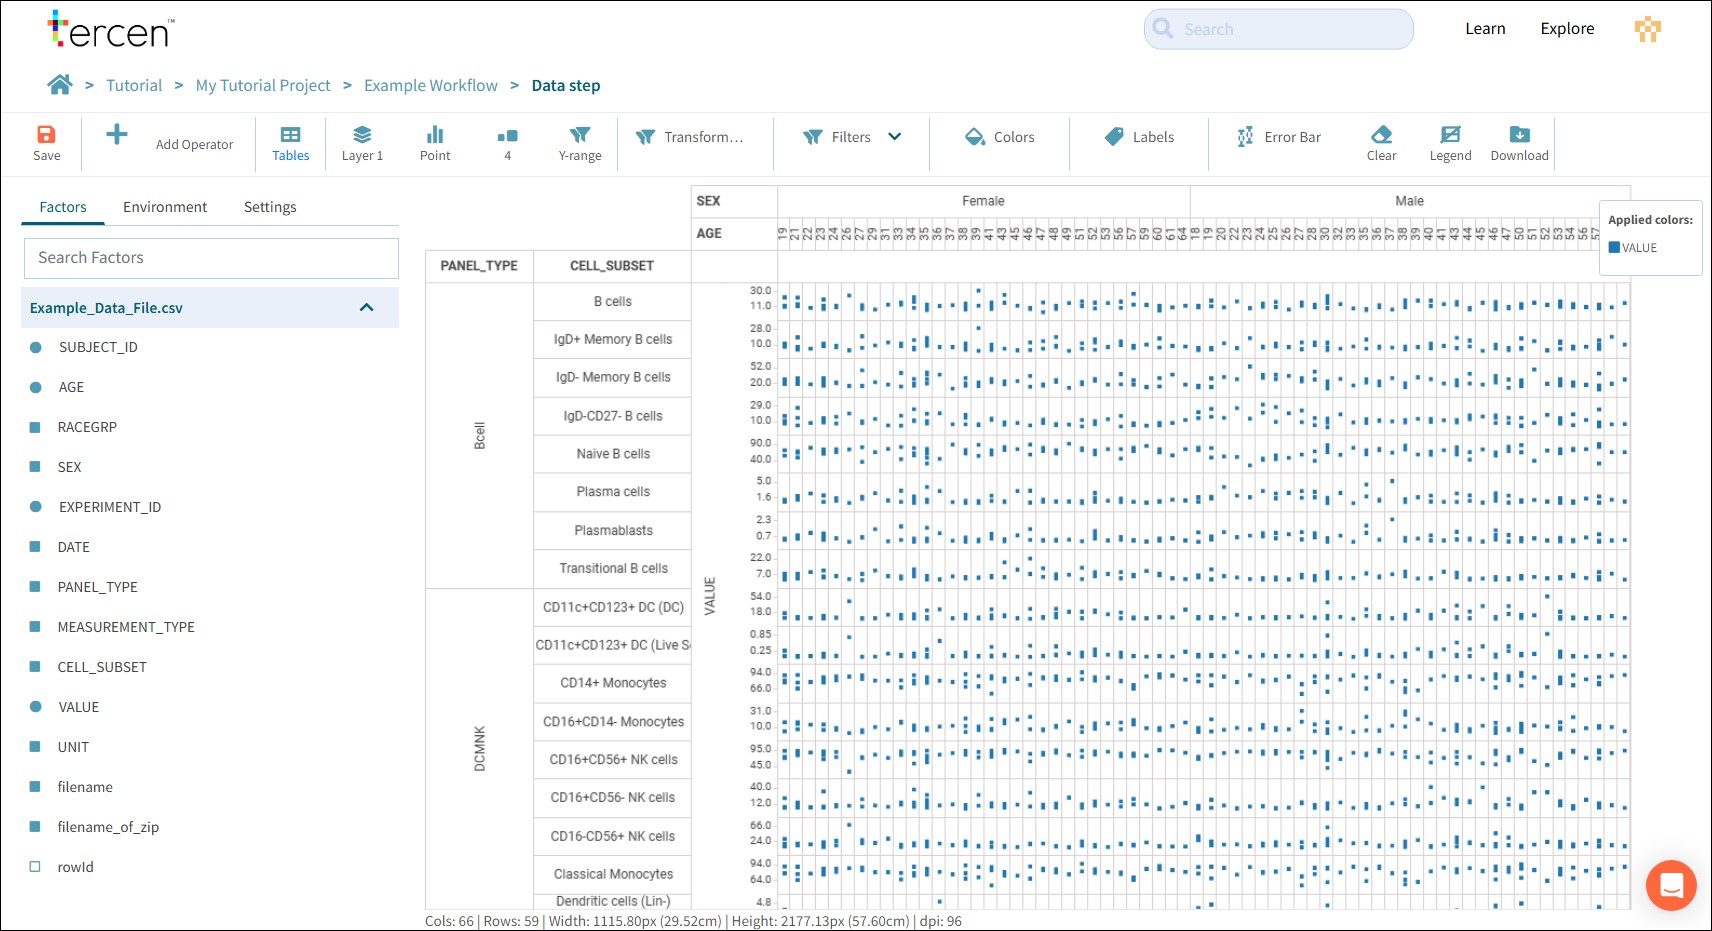 tercen™
Search
Learn
Explore
> Tutorial > My Tutorial Project > Example Workflow > Data step
Save
Add Operator
Tables
Layer 1
Point
4
Y-range
Transform...
Filters
Colors
Labels
Error Bar
Clear
Legend
Download
Factors
Environment
Settings
Search Factors
Example_Data_File.csv
SUBJECT_ID
AGE
RACEGRP
SEX
EXPERIMENT_ID
DATE
PANEL_TYPE
MEASUREMENT_TYPE
CELL_SUBSET
VALUE
UNIT
filename
filename_of_zip
rowId
SEX Female Male
AGE 19 21 22 23 24 26 27 29 31 33 34 35 36 37 38 39 41 43 45 46 47 48 49 51 52 53 56 57 59 60 61 64 18 19 20 22 23 24 25 26 27 28 30 32 33 35 36 37 38 39 40 41 43 44 45 46 47 50 51 52 53 54 56 57
Applied colors:
VALUE
PANEL_TYPE CELL_SUBSET
Bcell
VALUE
B cells 30.0 11.0
IgD+ Memory B cells 28.0 10.0
IgD- Memory B cells 52.0 20.0
IgD-CD27- B cells 29.0 10.0
Naive B cells 90.0 40.0
Plasma cells 5.0 1.6
Plasmablasts 2.3 0.7
Transitional B cells 22.0 7.0
DCMNK
CD11c+CD123+ DC (DC) 54.0 18.0
CD11c+CD123+ DC (Live S 0.85 0.25
CD14+ Monocytes 94.0 66.0
CD16+CD14- Monocytes 31.0 10.0
CD16+CD56+ NK cells 95.0 45.0
CD16+CD56- NK cells 40.0 12.0
CD16-CD56+ NK cells 66.0 24.0
Classical Monocytes 94.0 64.0
Dendritic cells (Lin-) 4.8
Cols: 66 | Rows: 59 | Width: 1115.80px (29.52cm) | Height: 2177.13px (57.60cm) | dpi: 96